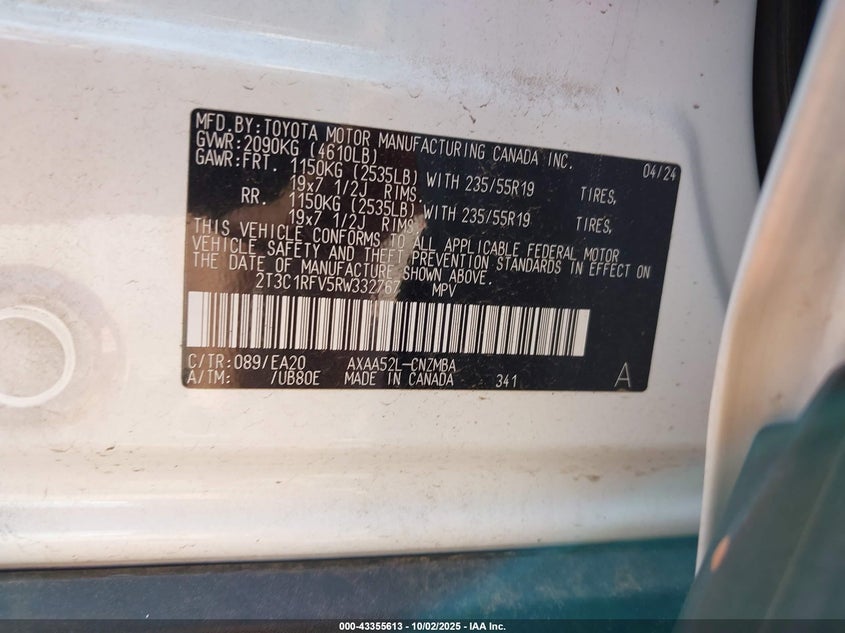 MFD.BY:TOYOTA MOTOR MANUFACTURING CANADA INC. 04/24
GVWR:2090KG (4610LB)
GAWR:FRT. 1150KG (2535LB) WITH 235/55R19 TIRES,
19x7 1/2J RIMS.
RR. 1150KG (2535LB) WITH 235/55R19 TIRES,
19x7 1/2J RIMS.
THIS VEHICLE CONFORMS TO ALL APPLICABLE FEDERAL MOTOR
VEHICLE SAFETY AND THEFT PREVENTION STANDARDS IN EFFECT ON
THE DATE OF MANUFACTURE SHOWN ABOVE.
2T3C1RFV5RW332767 MPV
C/TR:089/EA20 AXAA52L-CNZMBA
A/TM: /UB80E MADE IN CANADA 341 A
000-43355613 - 10/02/2025 - IAA Inc.